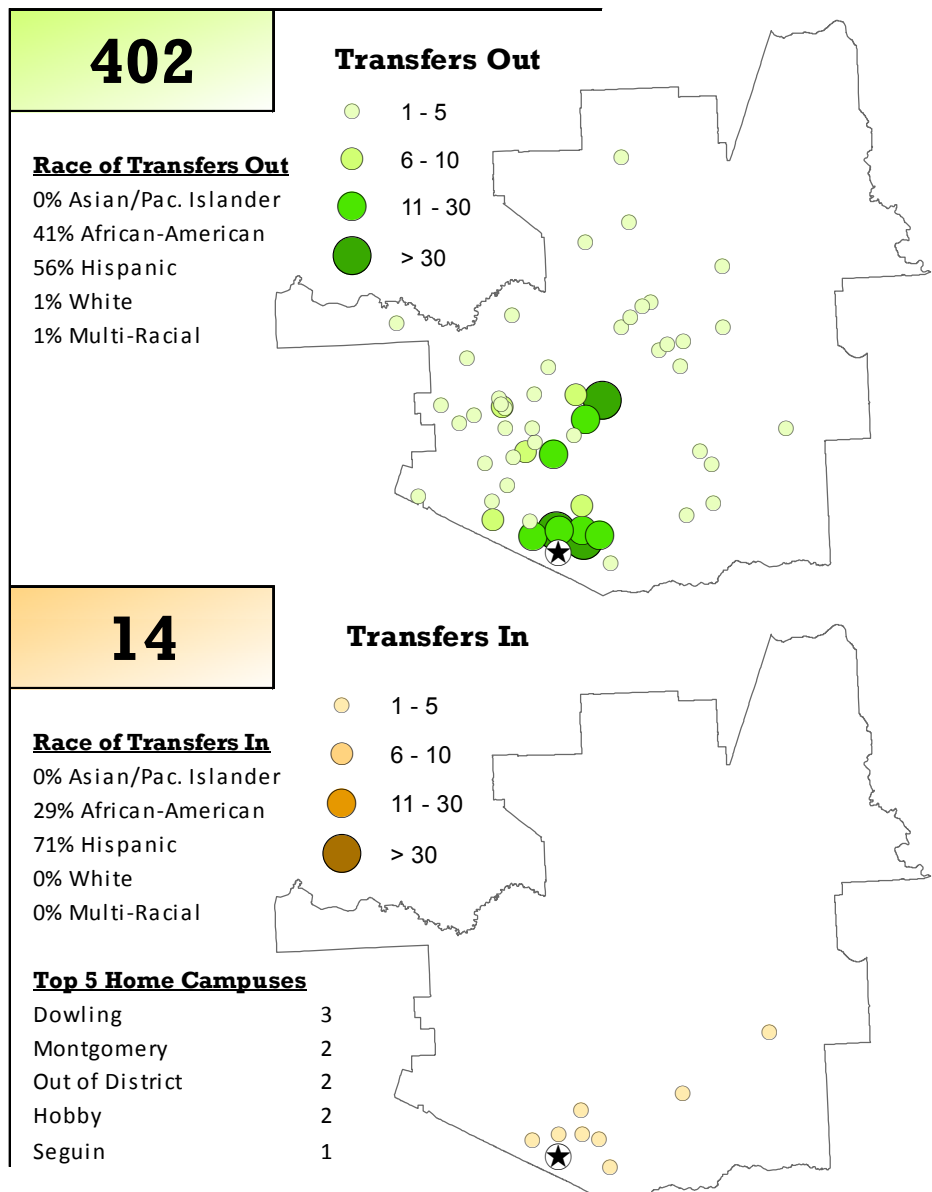 402
Transfers Out
1 - 5
6 - 10
11 - 30
> 30
Race of Transfers Out
0% Asian/Pac. Islander
41% African-American
56% Hispanic
1% White
1% Multi-Racial
14
Transfers In
1 - 5
6 - 10
11 - 30
> 30
Race of Transfers In
0% Asian/Pac. Islander
29% African-American
71% Hispanic
0% White
0% Multi-Racial
Top 5 Home Campuses
Dowling 3
Montgomery 2
Out of District 2
Hobby 2
Seguin 1